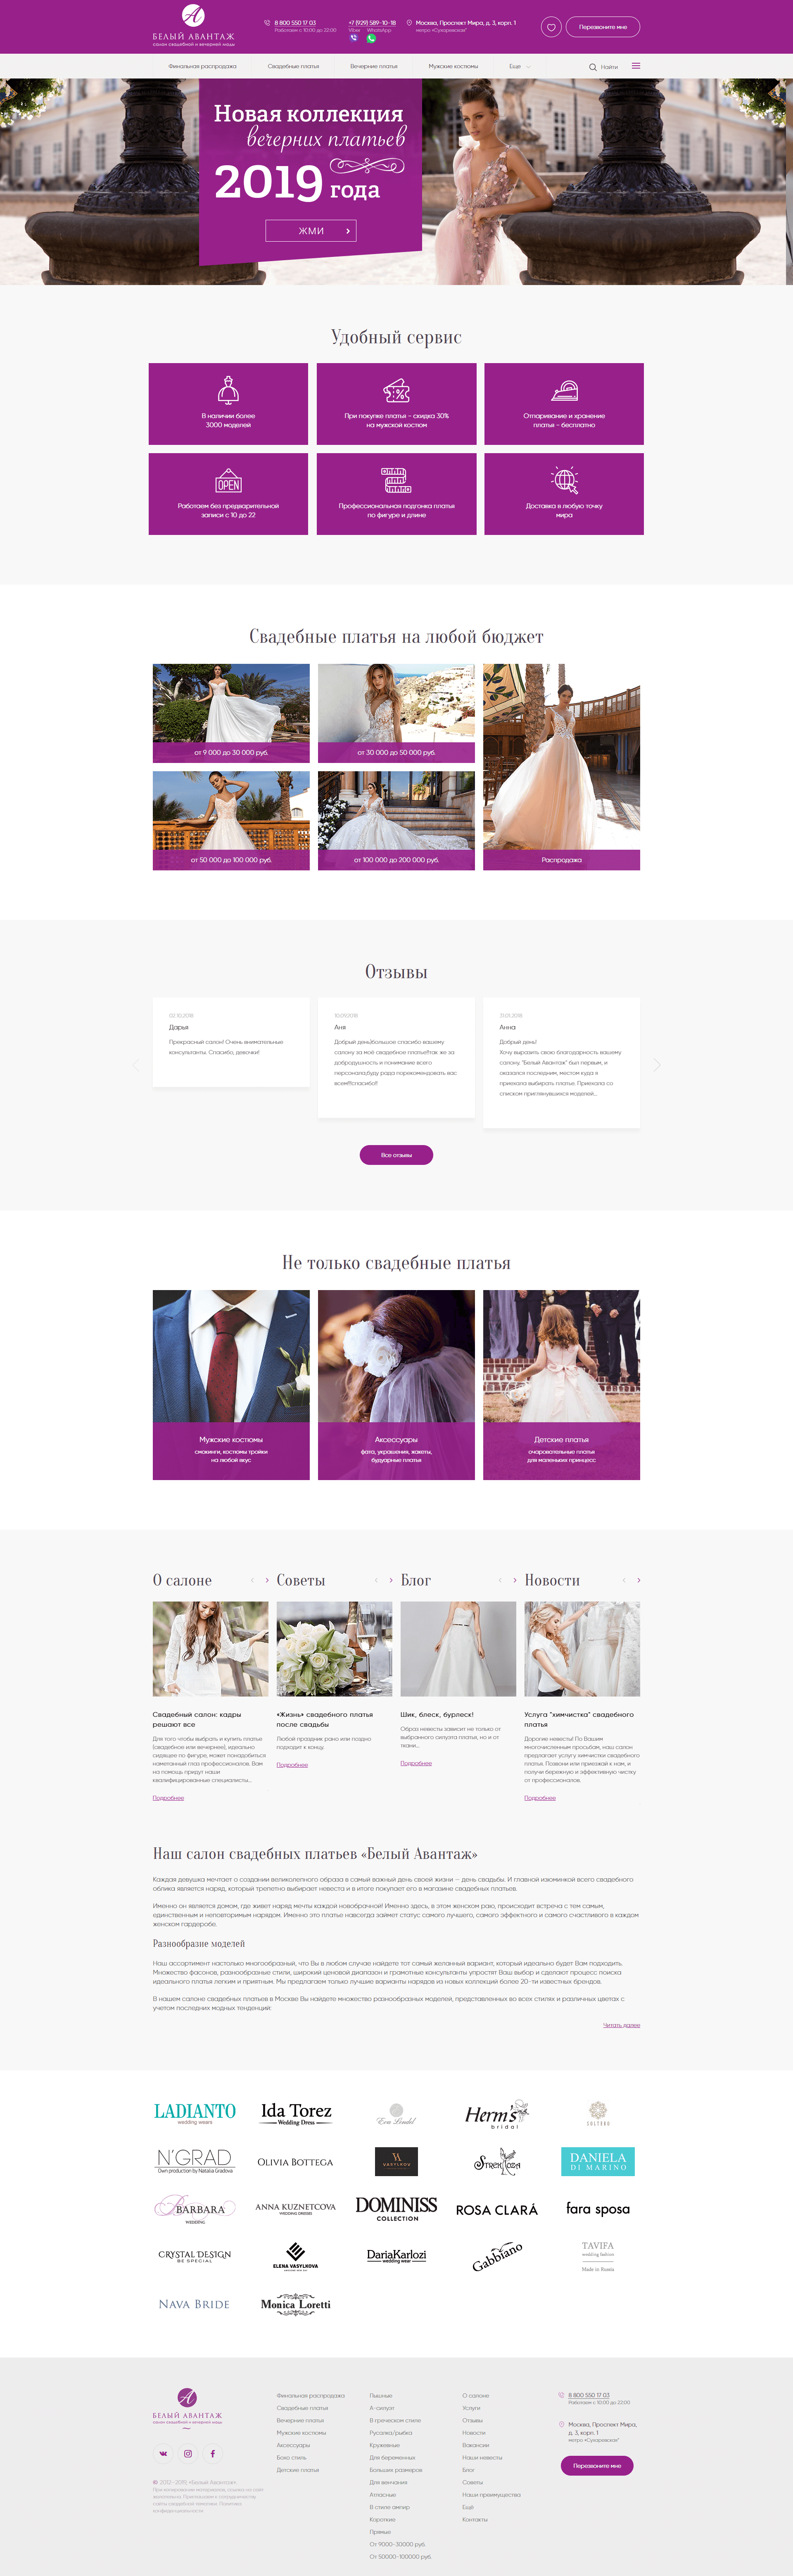 БЕЛЫЙ АВАНТАЖ
салон свадебной и вечерней моды
8 800 550 17 03
Работаем с 10:00 до 22:00
+7 (929) 589-10-18
Viber WhatsApp
Москва, Проспект Мира, д. 3, корп. 1
метро «Сухаревская"
Перезвоните мне
Финальная распродажа
Свадебные платья
Вечерние платья
Мужские костюмы
Еще
Найти
Новая коллекция
вечерних платьев
2019 года
ЖМИ
Удобный сервис
В наличии более
3000 моделей
При покупке платья - скидка 30%
на мужской костюм
Отпаривание и хранение
платья - бесплатно
OPEN
Работаем без предварительной
записи с 10 до 22
Профессиональная подгонка платья
по фигуре и длине
Доставка в любую точку
мира
Свадебные платья на любой бюджет
от 9 000 до 30 000 руб.
от 30 000 до 50 000 руб.
от 50 000 до 100 000 руб.
от 100 000 до 200 000 руб.
Распродажа
Отзывы
02.10.2018
Дарья
Прекрасный салон! Очень внимательные
консультанты. Спасибо, девочки!
10.09.2018
Аня
Добрый день!большое спасибо вашему
салону за моё свадебное платье!!так же за
добродушность и понимание всего
персонала,буду рада порекомендовать вас
всем!!!спасибо!!
31.01.2018
Анна
Добрый день!
Хочу выразить свою благодарность вашему
салону. "Белый Авантаж" был первым, и
оказался последним, местом куда я
приехала выбирать платье. Приехала со
списком приглянувшихся моделей...
Все отзывы
Не только свадебные платья
Мужские костюмы
смокинги, костюмы тройки
на любой вкус
Аксессуары
фата, украшения, жакеты,
будуарные платья
Детские платья
очаровательные платья
для маленьких принцесс
О салоне
Советы
Блог
Новости
Свадебный салон: кадры
решают все
Для того чтобы выбрать и купить платье
(свадебное или вечернее), идеально
сидящее по фигуре, может понадобиться
наметанный глаз профессионалов. Вам
на помощь придут наши
квалифицированные специалисты...
Подробнее
«Жизнь» свадебного платья
после свадьбы
Любой праздник рано или поздно
подходит к концу.
Подробнее
Шик, блеск, бурлеск!
Образ невесты зависит не только от
выбранного силуэта платья, но и от
ткани...
Подробнее
Услуга "химчистка" свадебного
платья
Дорогие невесты! По Вашим
многочисленным просьбам, наш салон
предлагает услугу химчистки свадебного
платья. Позвони или приезжай к нам, и
получи бережную и эффективную чистку
от профессионалов.
Подробнее
Наш салон свадебных платьев «Белый Авантаж»
Каждая девушка мечтает о создании великолепного образа в самый важный день своей жизни – день свадьбы. И главной изюминкой всего свадебного
облика является наряд, который трепетно выбирает невеста и в итоге покупает его в магазине свадебных платьев.
Именно он является домом, где живет наряд мечты каждой новобрачной! Именно здесь, в этом женском раю, происходит встреча с тем самым,
единственным и неповторимым нарядом. Именно это платье навсегда займет статус самого лучшего, самого эффектного и самого счастливого в каждом
женском гардеробе.
Разнообразие моделей
Наш ассортимент настолько многообразный, что Вы в любом случае найдете тот самый желанный вариант, который идеально будет Вам подходить.
Множество фасонов, разнообразные стили, широкий ценовой диапазон и грамотные консультанты упростят Ваш выбор и сделают процесс поиска
идеального платья легким и приятным. Мы предлагаем только лучшие варианты нарядов из новых коллекций более 20-ти известных брендов.
В нашем салоне свадебных платьев в Москве Вы найдете множество разнообразных моделей, представленных во всех стилях и различных цветах с
учетом последних модных тенденций:
Читать далее
LADIANTO
wedding wears
Ida Torez
Wedding Dress
Eva Lendel
Herm's
bridal
SOLTERO
N'GRAD
Own production by Natalia Gradova
OLIVIA BOTTEGA
VASYLKOV
STREKOZA
DANIELA
DI MARINO
BARBARA
WEDDING
ANNA KUZNETCOVA
WEDDING DRESSES
DOMINISS
COLLECTION
ROSA CLARÁ
fara sposa
CRYSTAL DESIGN
BE SPECIAL
ELENA VASYLKOVA
DariaKarlozi
wedding wear
Gabbiano
TAVIFA
wedding fashion
Made in Russia
NAVA BRIDE
Monica Loretti
БЕЛЫЙ АВАНТАЖ
салон свадебной и вечерней моды
© 2012-2019, «Белый Авантаж».
При копировании материалов, ссылка на сайт
обязательна. Приглашаем к сотрудничеству
сайты свадебной тематики. Политика
конфиденциальности
Финальная распродажа
Свадебные платья
Вечерние платья
Мужские костюмы
Аксессуары
Бохо стиль
Детские платья
Пышные
А-силуэт
В греческом стиле
Русалка/рыбка
Кружевные
Для беременных
Больших размеров
Для венчания
Атласные
В стиле ампир
Короткие
Прямые
От 9000-30000 руб.
От 50000-100000 руб.
О салоне
Услуги
Отзывы
Новости
Вакансии
Наши невесты
Блог
Советы
Наши преимущества
Ещё
Контакты
8 800 550 17 03
Работаем с 10:00 до 22:00
Москва, Проспект Мира,
д. 3, корп. 1
метро «Сухаревская"
Перезвоните мне